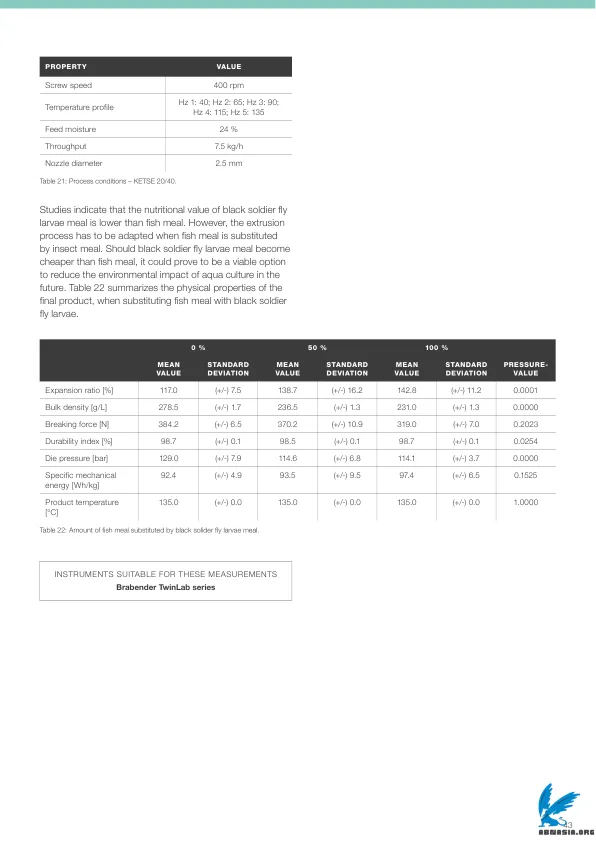 PROPERTY VALUE
Screw speed 400 rpm
Temperature profile Hz 1: 40; Hz 2: 65; Hz 3: 90;
Hz 4: 115; Hz 5: 135
Feed moisture 24 %
Throughput 7.5 kg/h
Nozzle diameter 2.5 mm
Table 21: Process conditions – KETSE 20/40.
Studies indicate that the nutritional value of black soldier fly
larvae meal is lower than fish meal. However, the extrusion
process has to be adapted when fish meal is substituted
by insect meal. Should black soldier fly larvae meal become
cheaper than fish meal, it could prove to be a viable option
to reduce the environmental impact of aqua culture in the
future. Table 22 summarizes the physical properties of the
final product, when substituting fish meal with black soldier
fly larvae.
0 % 50 % 100 %
MEAN VALUE STANDARD DEVIATION MEAN VALUE STANDARD DEVIATION MEAN VALUE STANDARD DEVIATION PRESSURE-VALUE
Expansion ratio [%] 117.0 (+/-) 7.5 138.7 (+/-) 16.2 142.8 (+/-) 11.2 0.0001
Bulk density [g/L] 278.5 (+/-) 1.7 236.5 (+/-) 1.3 231.0 (+/-) 1.3 0.0000
Breaking force [N] 384.2 (+/-) 6.5 370.2 (+/-) 10.9 319.0 (+/-) 7.0 0.2023
Durability index [%] 98.7 (+/-) 0.1 98.5 (+/-) 0.1 98.7 (+/-) 0.1 0.0254
Die pressure [bar] 129.0 (+/-) 7.9 114.6 (+/-) 6.8 114.1 (+/-) 3.7 0.0000
Specific mechanical energy [Wh/kg] 92.4 (+/-) 4.9 93.5 (+/-) 9.5 97.4 (+/-) 6.5 0.1525
Product temperature [°C] 135.0 (+/-) 0.0 135.0 (+/-) 0.0 135.0 (+/-) 0.0 1.0000
Table 22: Amount of fish meal substituted by black solider fly larvae meal.
INSTRUMENTS SUITABLE FOR THESE MEASUREMENTS
Brabender TwinLab series
43
ABNASIA.ORG